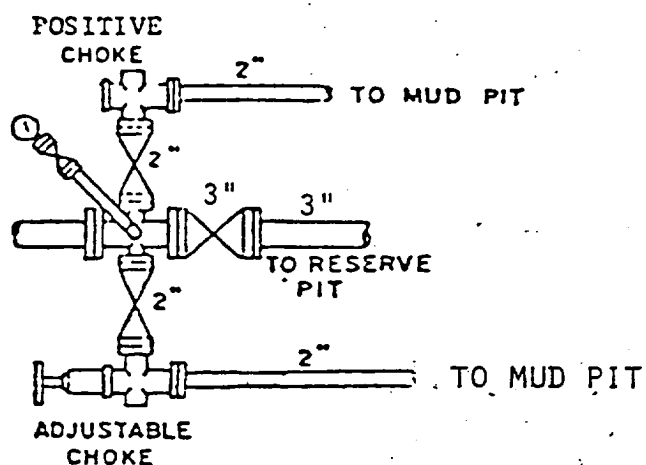 POSITIVE
CHOKE
2"
TO MUD PIT
2"
3"
3"
TO RESERVE
PIT
2"
2"
TO MUD PIT
ADJUSTABLE
CHOKE